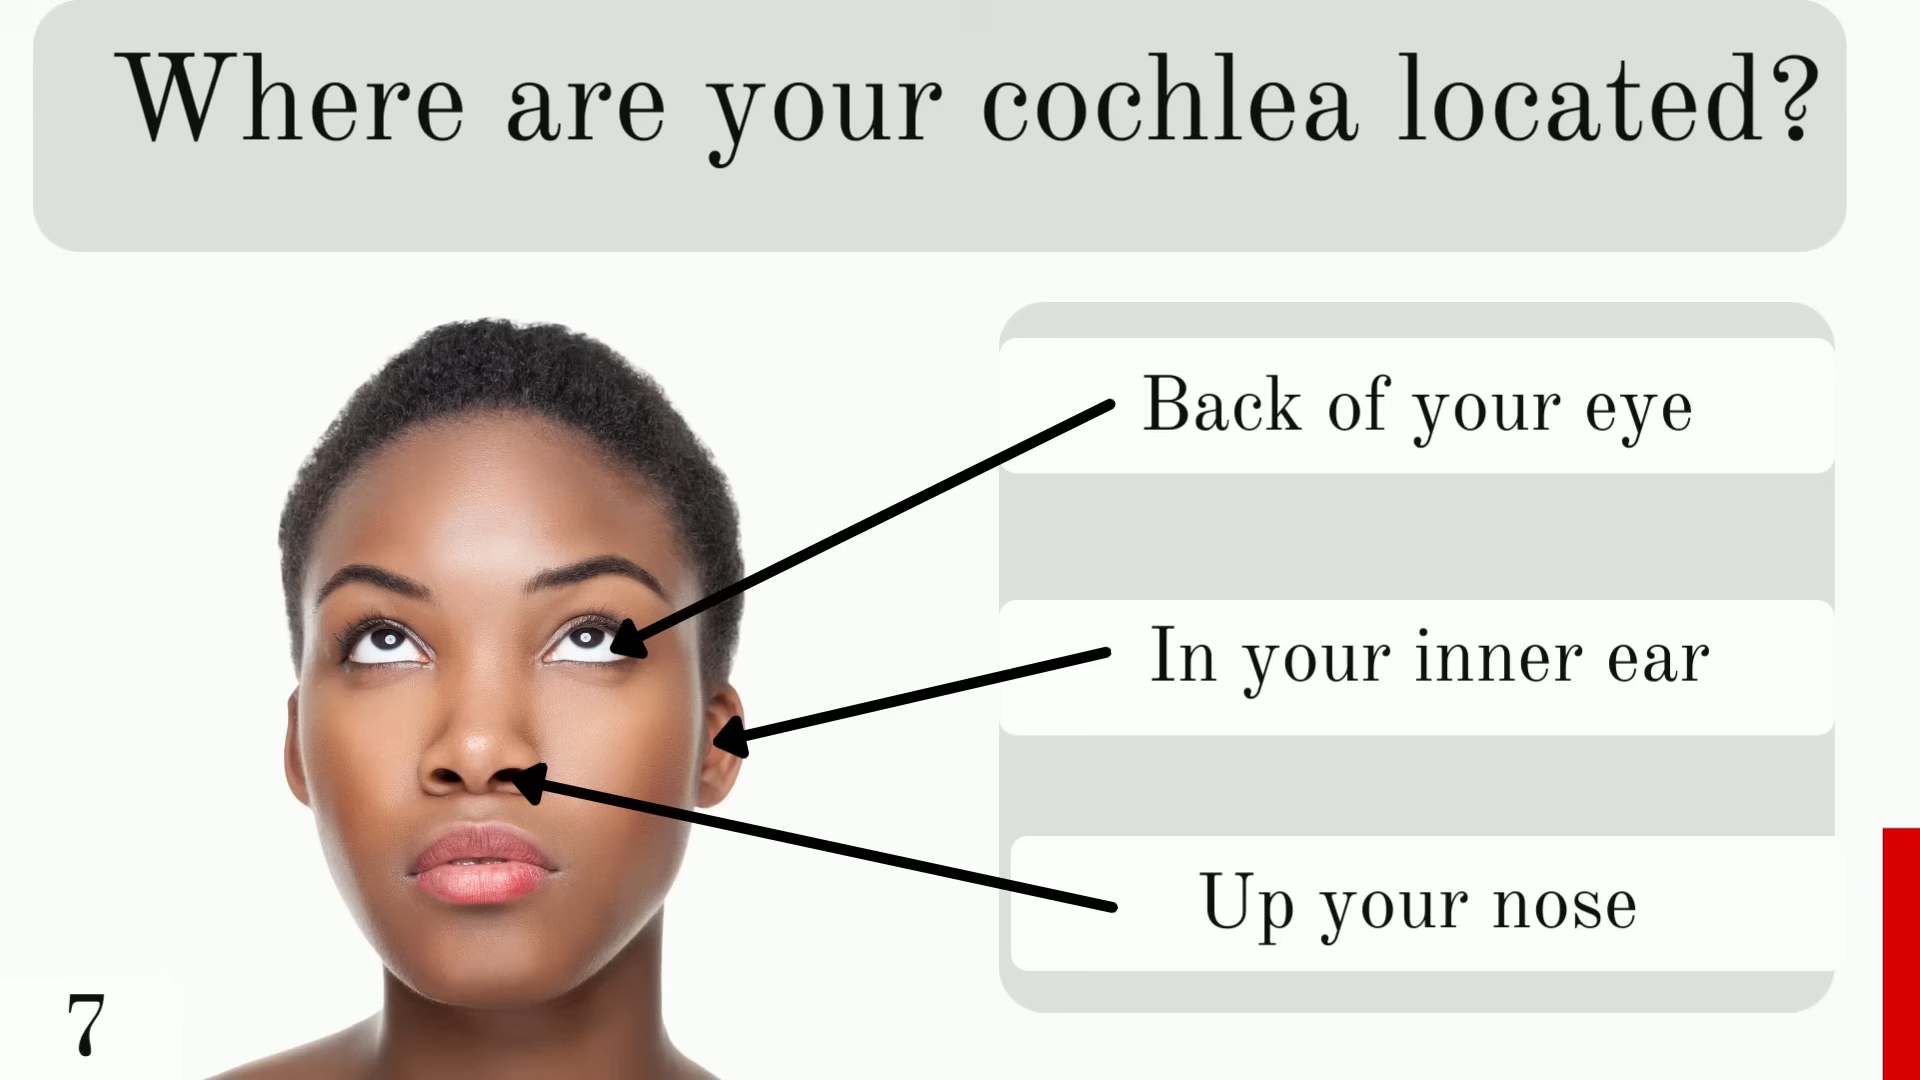 Where are your cochlea located?
Back of your eye
In your inner ear
Up your nose
7